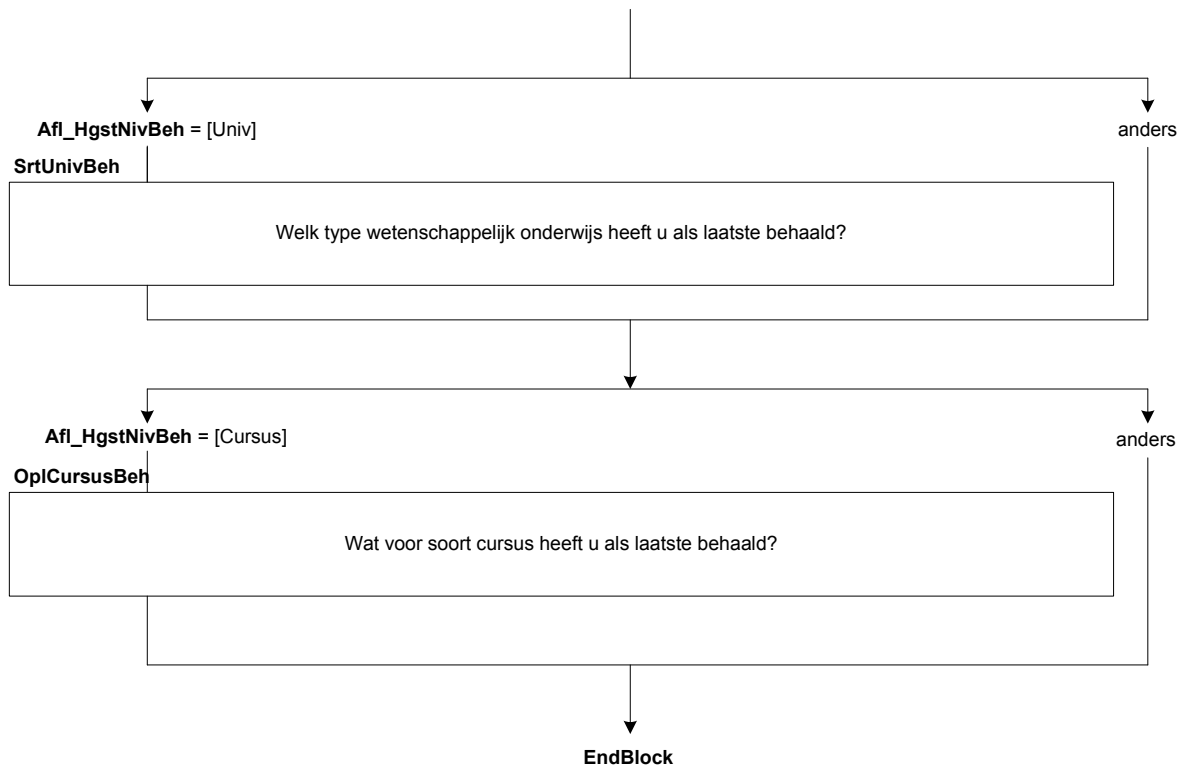 Afl_HgstNivBeh = [Univ]
anders
SrtUnivBeh
Welk type wetenschappelijk onderwijs heeft u als laatste behaald?
Afl_HgstNivBeh = [Cursus]
anders
OplCursusBeh
Wat voor soort cursus heeft u als laatste behaald?
EndBlock